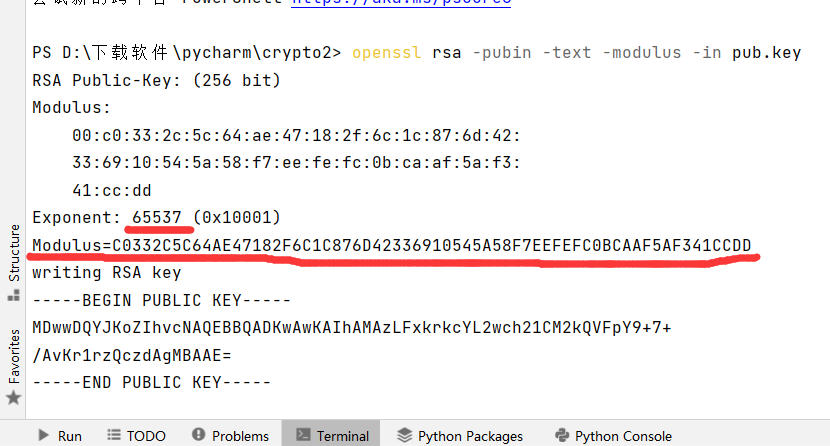 PowerShell https://aka.ms/pscore6
PS D:\下载软件\pycharm\crypto2> openssl rsa -pubin -text -modulus -in pub.key
RSA Public-Key: (256 bit)
Modulus:
00:c0:33:2c:5c:64:ae:47:18:2f:6c:1c:87:6d:42:
33:69:10:54:5a:58:f7:ee:fe:fc:0b:ca:af:5a:f3:
41:cc:dd
Exponent: 65537 (0x10001)
Modulus=C0332C5C64AE47182F6C1C876D42336910545A58F7EEFEFC0BCAAF5AF341CCDD
writing RSA key
-----BEGIN PUBLIC KEY-----
MDwwDQYJKoZIhvcNAQEBBQADKwAwKAIhAMAzLFxkrkcYL2wch21CM2kQVFpY9+7+
/AvKr1rzQczdAgMBAAE=
-----END PUBLIC KEY-----
Structure
Favorites
Run TODO Problems Terminal Python Packages Python Console